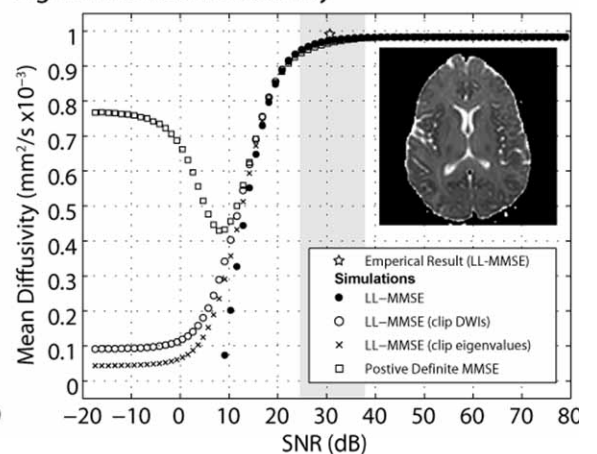 1
0.9
0.8
0.7
0.6
0.5
0.4
0.3
0.2
0.1
0
Mean Diffusivity (mm²/s x10⁻³)
Emperical Result (LL-MMSE)
Simulations
LL−MMSE
LL−MMSE (clip DWIs)
LL−MMSE (clip eigenvalues)
Postive Definite MMSE
−20 −10 0 10 20 30 40 50 60 70 80
SNR (dB)